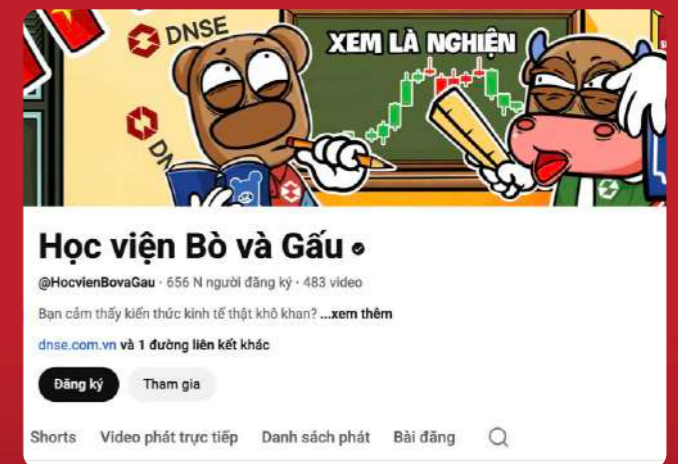 DNSE
XEM LÀ NGHIỆN
Học viện Bò và Gấu
@HocvienBovaGau · 656 N người đăng ký · 483 video
Bạn cảm thấy kiến thức kinh tế thật khô khan? ...xem thêm
dnse.com.vn và 1 đường liên kết khác
Đăng ký
Tham gia
Shorts Video phát trực tiếp Danh sách phát Bài đăng